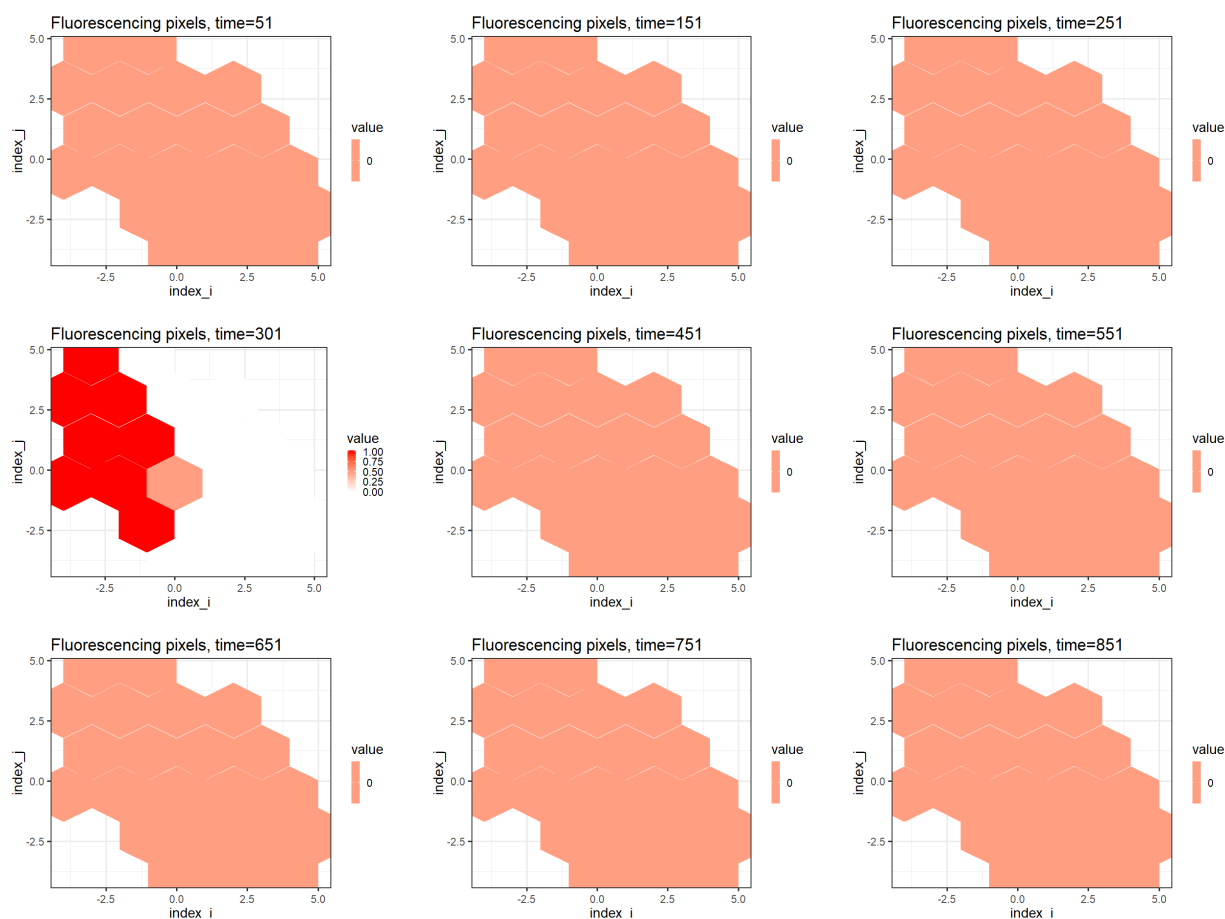 Fluorescencing pixels, time=51
5.0
2.5
0.0
-2.5
index_j
-2.5 0.0 2.5 5.0
index_i
value
0
Fluorescencing pixels, time=151
5.0
2.5
0.0
-2.5
index_j
-2.5 0.0 2.5 5.0
index_i
value
0
Fluorescencing pixels, time=251
5.0
2.5
0.0
-2.5
index_j
-2.5 0.0 2.5 5.0
index_i
value
0
Fluorescencing pixels, time=301
5.0
2.5
0.0
-2.5
index_j
-2.5 0.0 2.5 5.0
index_i
value
1.00
0.75
0.50
0.25
0.00
Fluorescencing pixels, time=451
5.0
2.5
0.0
-2.5
index_j
-2.5 0.0 2.5 5.0
index_i
value
0
Fluorescencing pixels, time=551
5.0
2.5
0.0
-2.5
index_j
-2.5 0.0 2.5 5.0
index_i
value
0
Fluorescencing pixels, time=651
5.0
2.5
0.0
-2.5
index_j
-2.5 0.0 2.5 5.0
index_i
value
0
Fluorescencing pixels, time=751
5.0
2.5
0.0
-2.5
index_j
-2.5 0.0 2.5 5.0
index_i
value
0
Fluorescencing pixels, time=851
5.0
2.5
0.0
-2.5
index_j
-2.5 0.0 2.5 5.0
index_i
value
0